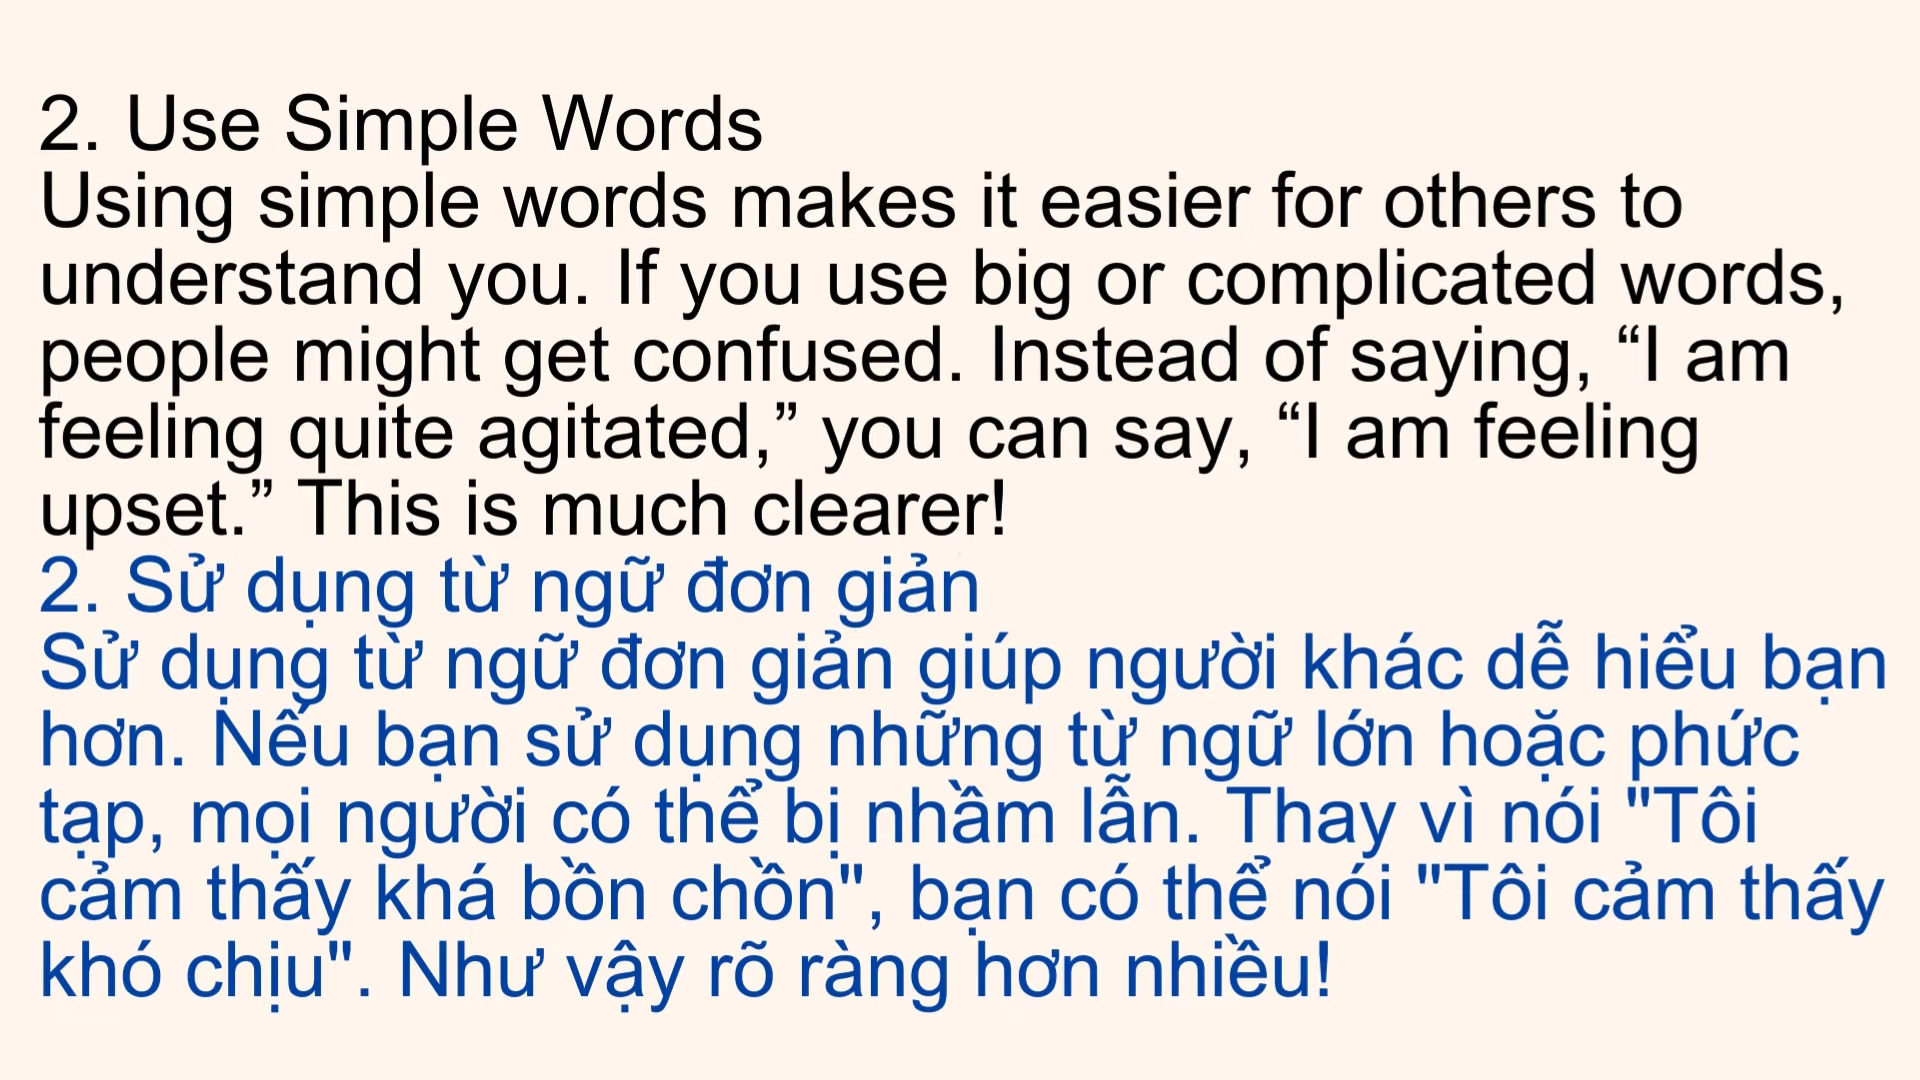 2. Use Simple Words
Using simple words makes it easier for others to
understand you. If you use big or complicated words,
people might get confused. Instead of saying, “I am
feeling quite agitated,” you can say, “I am feeling
upset.” This is much clearer!
2. Sử dụng từ ngữ đơn giản
Sử dụng từ ngữ đơn giản giúp người khác dễ hiểu bạn
hơn. Nếu bạn sử dụng những từ ngữ lớn hoặc phức
tạp, mọi người có thể bị nhầm lẫn. Thay vì nói "Tôi
cảm thấy khá bồn chồn", bạn có thể nói "Tôi cảm thấy
khó chịu". Như vậy rõ ràng hơn nhiều!